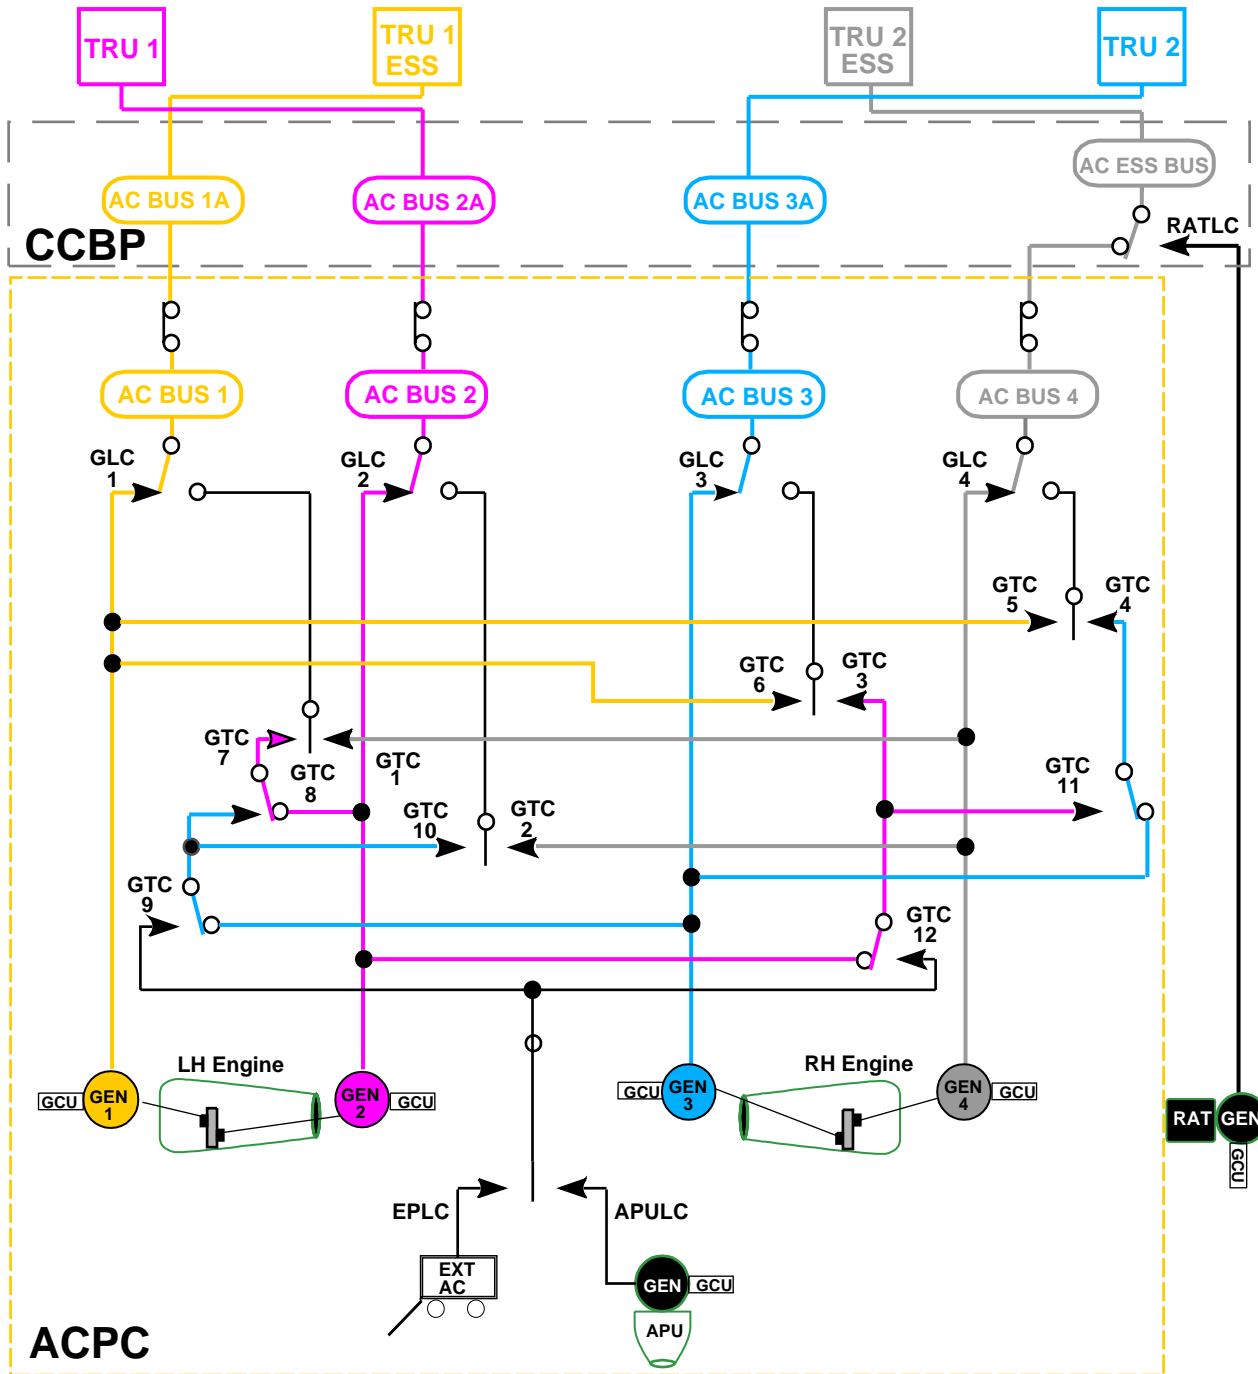 TRU 1
TRU 1
ESS
TRU 2
ESS
TRU 2
AC ESS BUS
AC BUS 1A
AC BUS 2A
AC BUS 3A
RATLC
CCBP
AC BUS 1
AC BUS 2
AC BUS 3
AC BUS 4
GLC
1
GLC
2
GLC
3
GLC
4
GTC
5
GTC
4
GTC
6
GTC
3
GTC
7
GTC
8
GTC
1
GTC
11
GTC
10
GTC
2
GTC
9
GTC
12
LH Engine
RH Engine
GCU
GEN
1
GEN
2
GCU
GCU
GEN
3
GEN
4
GCU
RAT
GEN
GCU
EPLC
APULC
EXT
AC
GEN
GCU
APU
ACPC